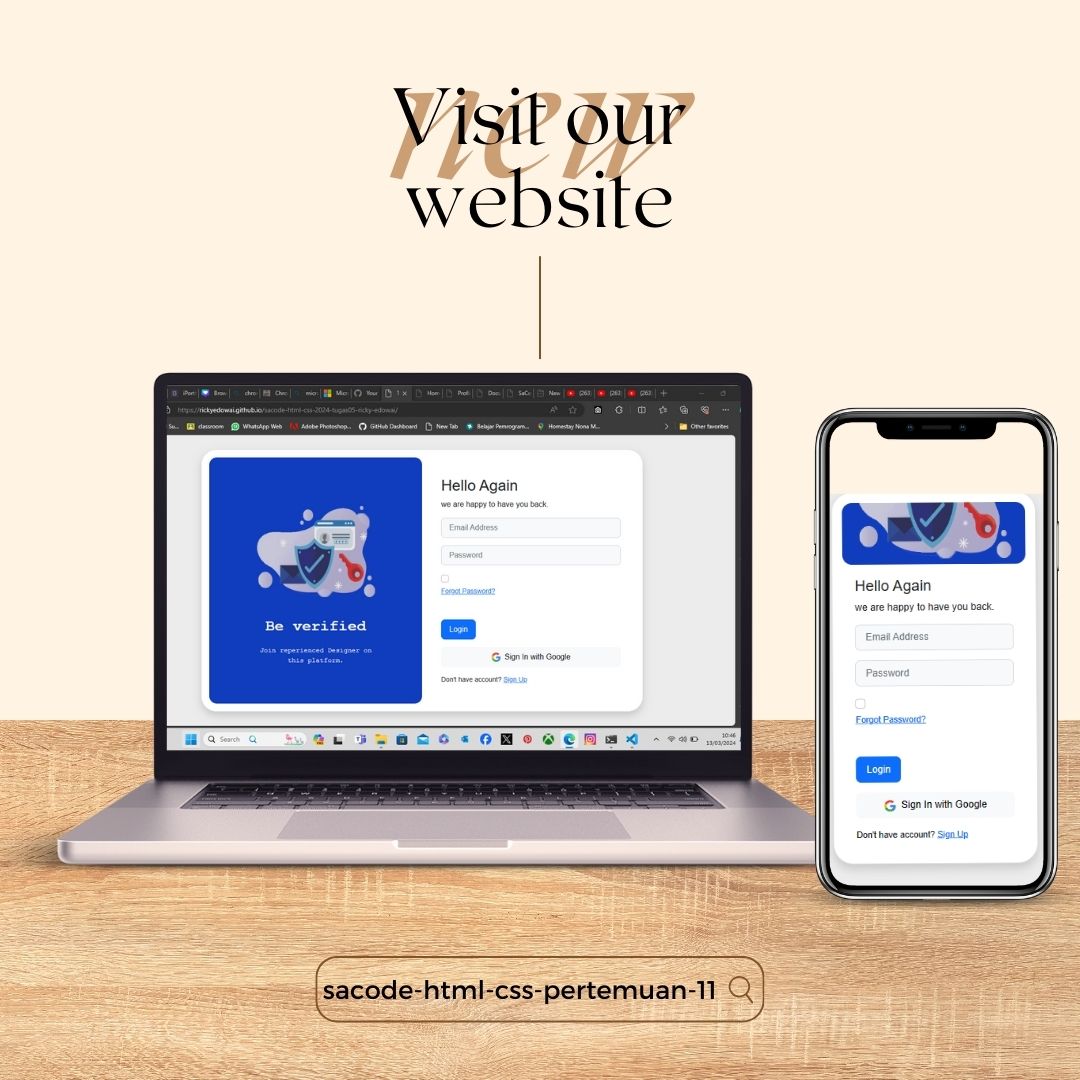 new
Visit our
website
https://rickyedowai.github.io/sacode-html-css-2024-tugas05-ricky-edowai/
Su... classroom WhatsApp Web Adobe Photoshop... GitHub Dashboard New Tab Belajar Pemrogram... Homestay Nona M... Other favorites
Be verified
Join reperienced Designer on
this platform.
Hello Again
we are happy to have you back.
Email Address
Password
Forgot Password?
Login
Sign In with Google
Don't have account? Sign Up
Search
10:46
13/03/2024
Hello Again
we are happy to have you back.
Email Address
Password
Forgot Password?
Login
Sign In with Google
Don't have account? Sign Up
sacode-html-css-pertemuan-11